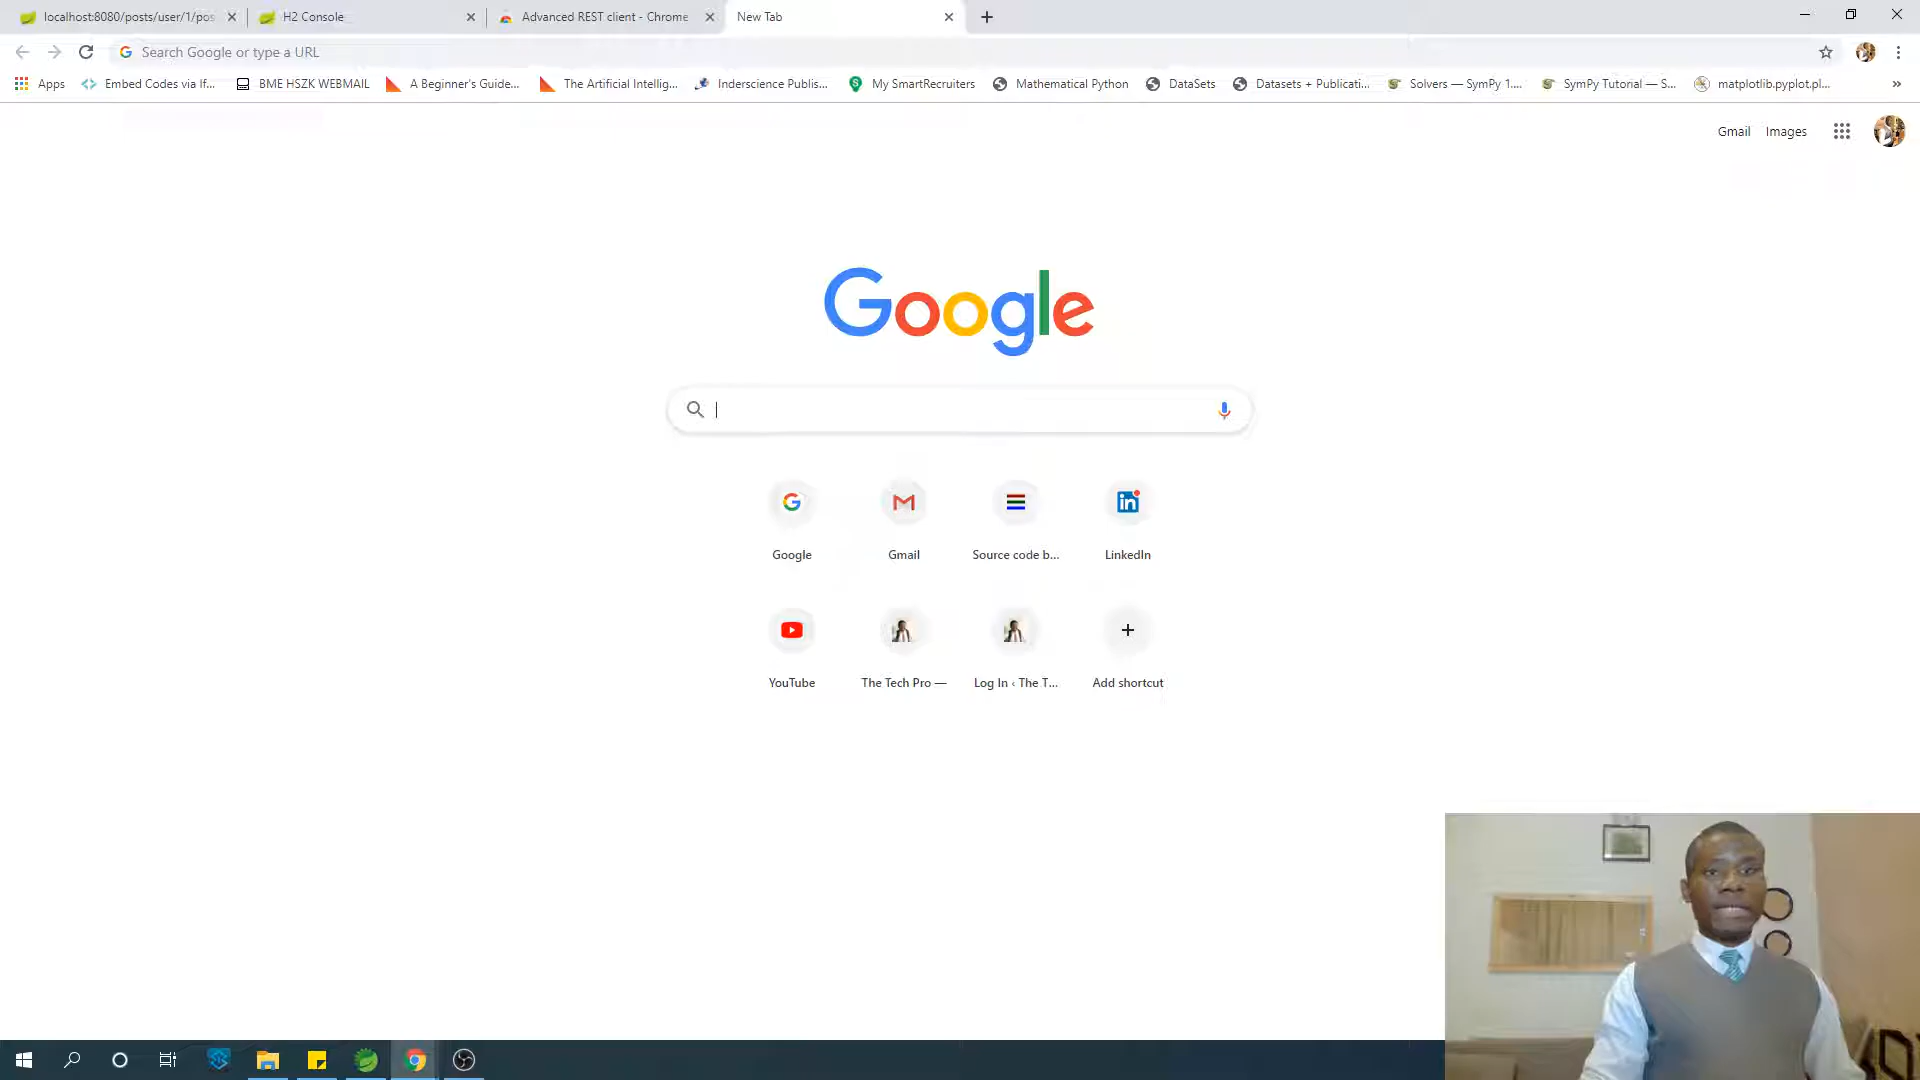 localhost:8080/posts/user/1/pos
H2 Console
Advanced REST client - Chrome
New Tab
Search Google or type a URL
Apps
Embed Codes via If...
BME HSZK WEBMAIL
A Beginner's Guide...
The Artificial Intellig...
Inderscience Publis...
My SmartRecruiters
Mathematical Python
DataSets
Datasets + Publicati...
Solvers — SymPy 1....
SymPy Tutorial — S...
matplotlib.pyplot.pl...
Gmail
Images
Google
Google
Gmail
Source code b...
LinkedIn
YouTube
The Tech Pro —
Log In ‹ The T...
Add shortcut